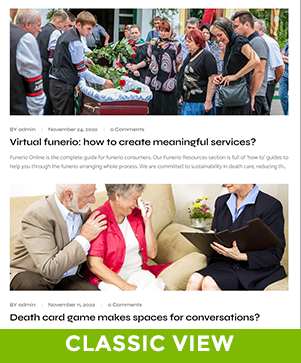 BY admin | November 24, 2022 | 0 Comments
Virtual funerio: how to create meaningful services?
Funerio Online is the complete guide for funerio consumers. Our Funerio Resources section is full of 'how to' guides to
help you through the funerio arranging whole process. We are committed to sustainability in death care, reducing th...
BY admin | November 11, 2022 | 0 Comments
Death card game makes spaces for conversations?
CLASSIC VIEW